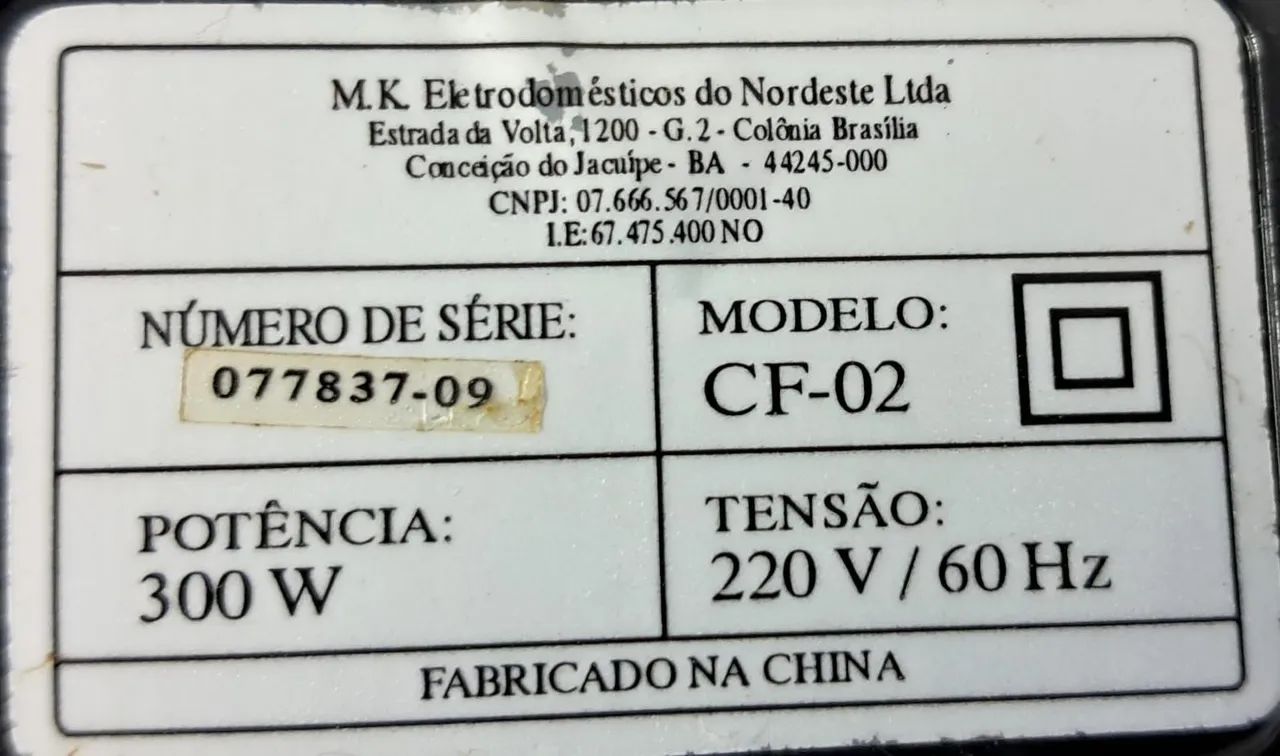 M.K. Eletrodomésticos do Nordeste Ltda
Estrada da Volta, 1200 - G.2 - Colônia Brasília
Conceição do Jacuípe - BA - 44245-000
CNPJ: 07.666.567/0001-40
I.E: 67.475.400 NO
NÚMERO DE SÉRIE:
077837-09
MODELO:
CF-02
POTÊNCIA:
300 W
TENSÃO:
220 V / 60 Hz
FABRICADO NA CHINA